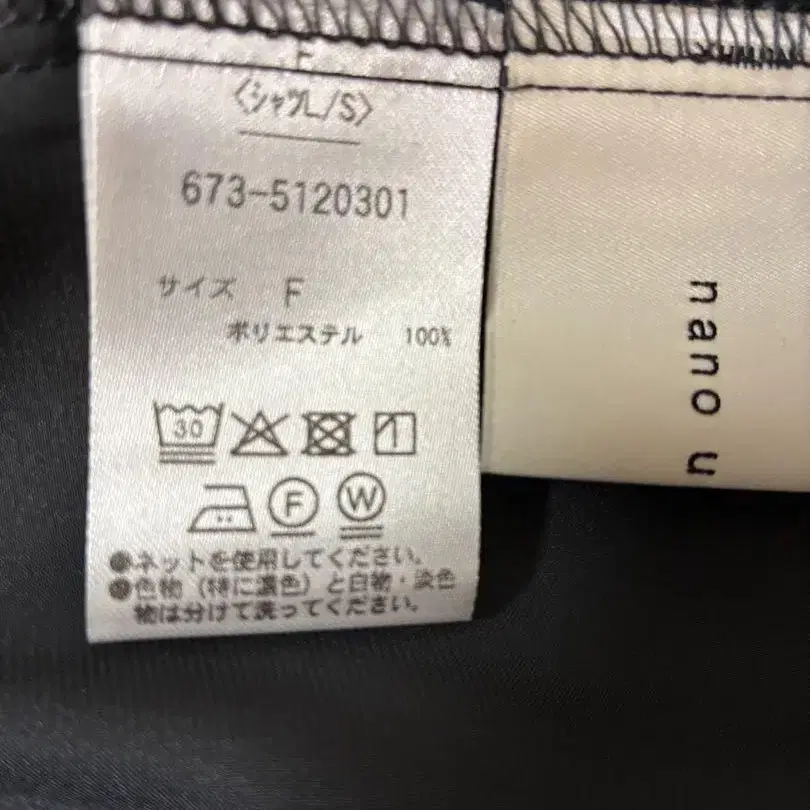 F
〈シャツL/S〉
673-5120301
サイズ F
ポリエステル 100%
30
F W
●ネットを使用してください。
●色物（特に濃色）と白物・淡色
物は分けて洗ってください。
nano u